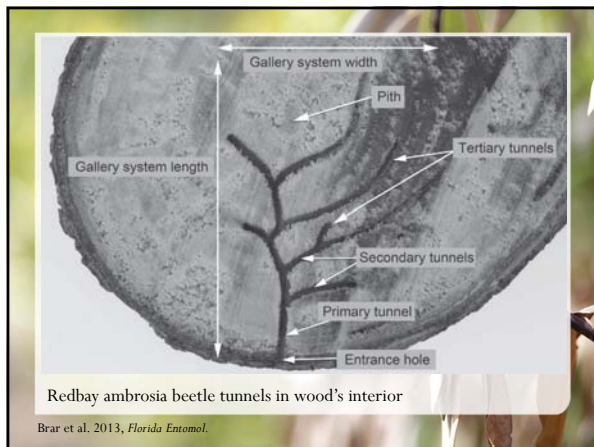 Gallery system width
Pith
Tertiary tunnels
Gallery system length
Secondary tunnels
Primary tunnel
Entrance hole
Redbay ambrosia beetle tunnels in wood's interior
Brar et al. 2013, Florida Entomol.